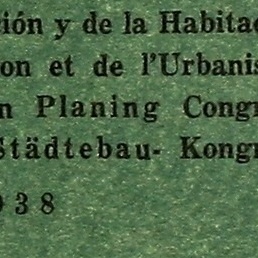 ción y de la Habitac
on et de l'Urbanis
n Planing Congr
Städtebau- Kongr
938